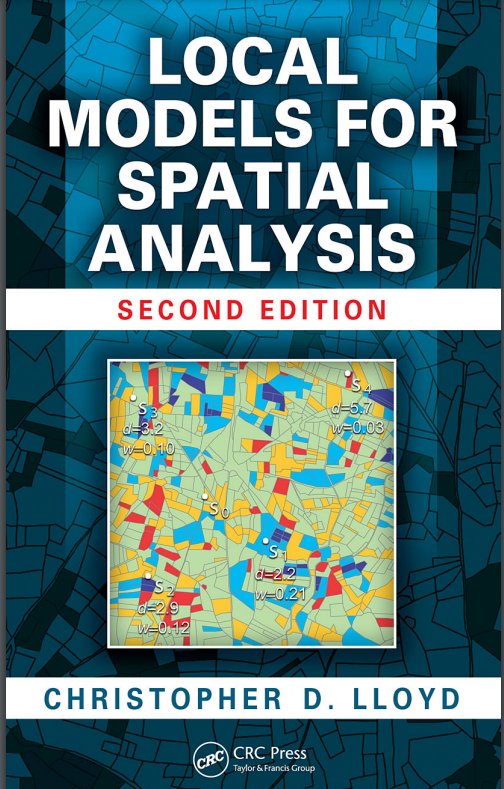 LOCAL
MODELS FOR
SPATIAL
ANALYSIS
SECOND EDITION
S4
d=5.7
w=0.03
S3
d=3.2
w=0.10
S0
S1
d=2.2
w=0.21
S2
d=2.9
w=0.12
CHRISTOPHER D. LLOYD
CRC
CRC Press
Taylor & Francis Group